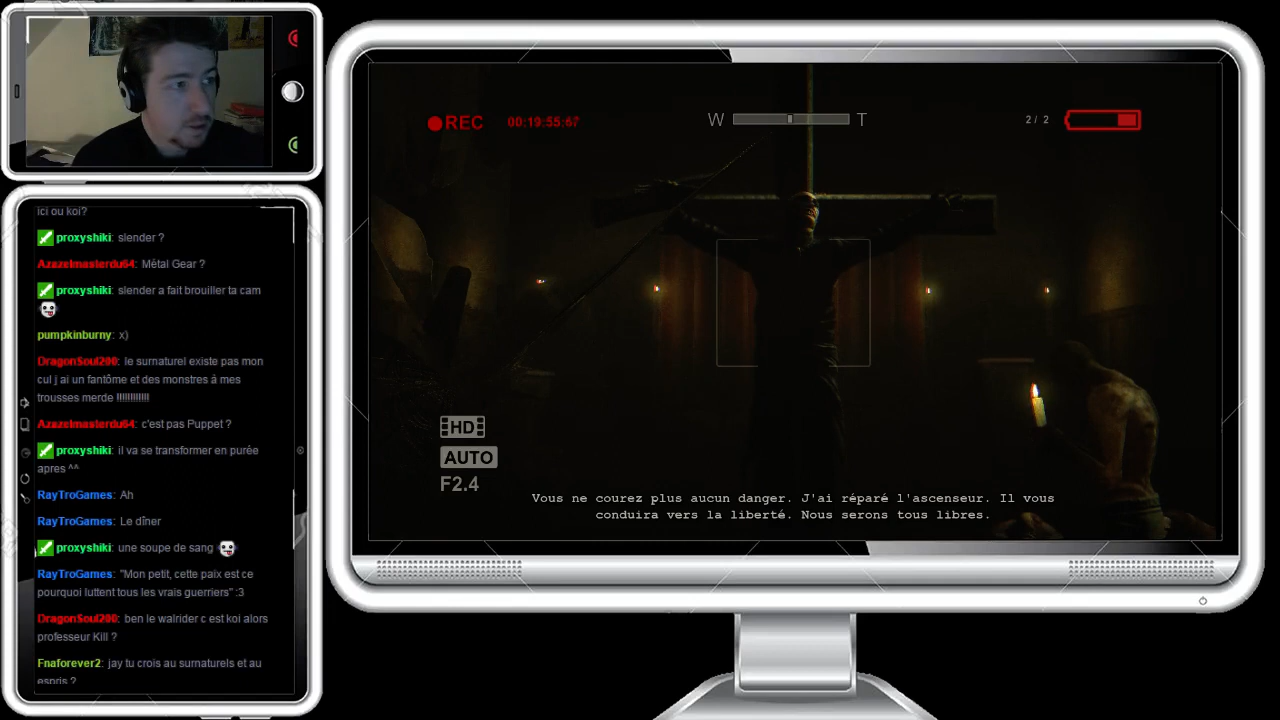 ici ou koi?
proxyshiki: slender ?
Azazelmasterdu64: Métal Gear ?
proxyshiki: slender a fait brouiller ta cam
pumpkinburny: x)
DragonSoul200: le surnaturel existe pas mon
cul j ai un fantôme et des monstres à mes
trousses merde !!!!!!!!!!!!
Azazelmasterdu64: c'est pas Puppet ?
proxyshiki: il va se transformer en purée
apres ^^
RayTroGames: Ah
RayTroGames: Le dîner
proxyshiki: une soupe de sang
RayTroGames: "Mon petit, cette paix est ce
pourquoi luttent tous les vrais guerriers" :3
DragonSoul200: ben le walrider c est koi alors
professeur Kill ?
Fnaforever2: jay tu crois au surnaturels et au
espris ?
REC 00:19:55:67
W T
2/ 2
HD
AUTO
F2.4
Vous ne courez plus aucun danger. J'ai réparé l'ascenseur. Il vous
conduira vers la liberté. Nous serons tous libres.